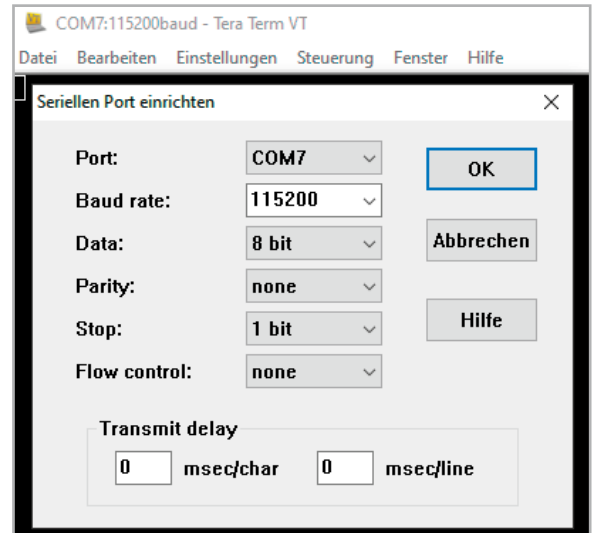 COM7:115200baud - Tera Term VT
Datei Bearbeiten Einstellungen Steuerung Fenster Hilfe
Seriellen Port einrichten
Port: COM7 OK
Baud rate: 115200
Data: 8 bit Abbrechen
Parity: none
Stop: 1 bit Hilfe
Flow control: none
Transmit delay
0 msec/char 0 msec/line